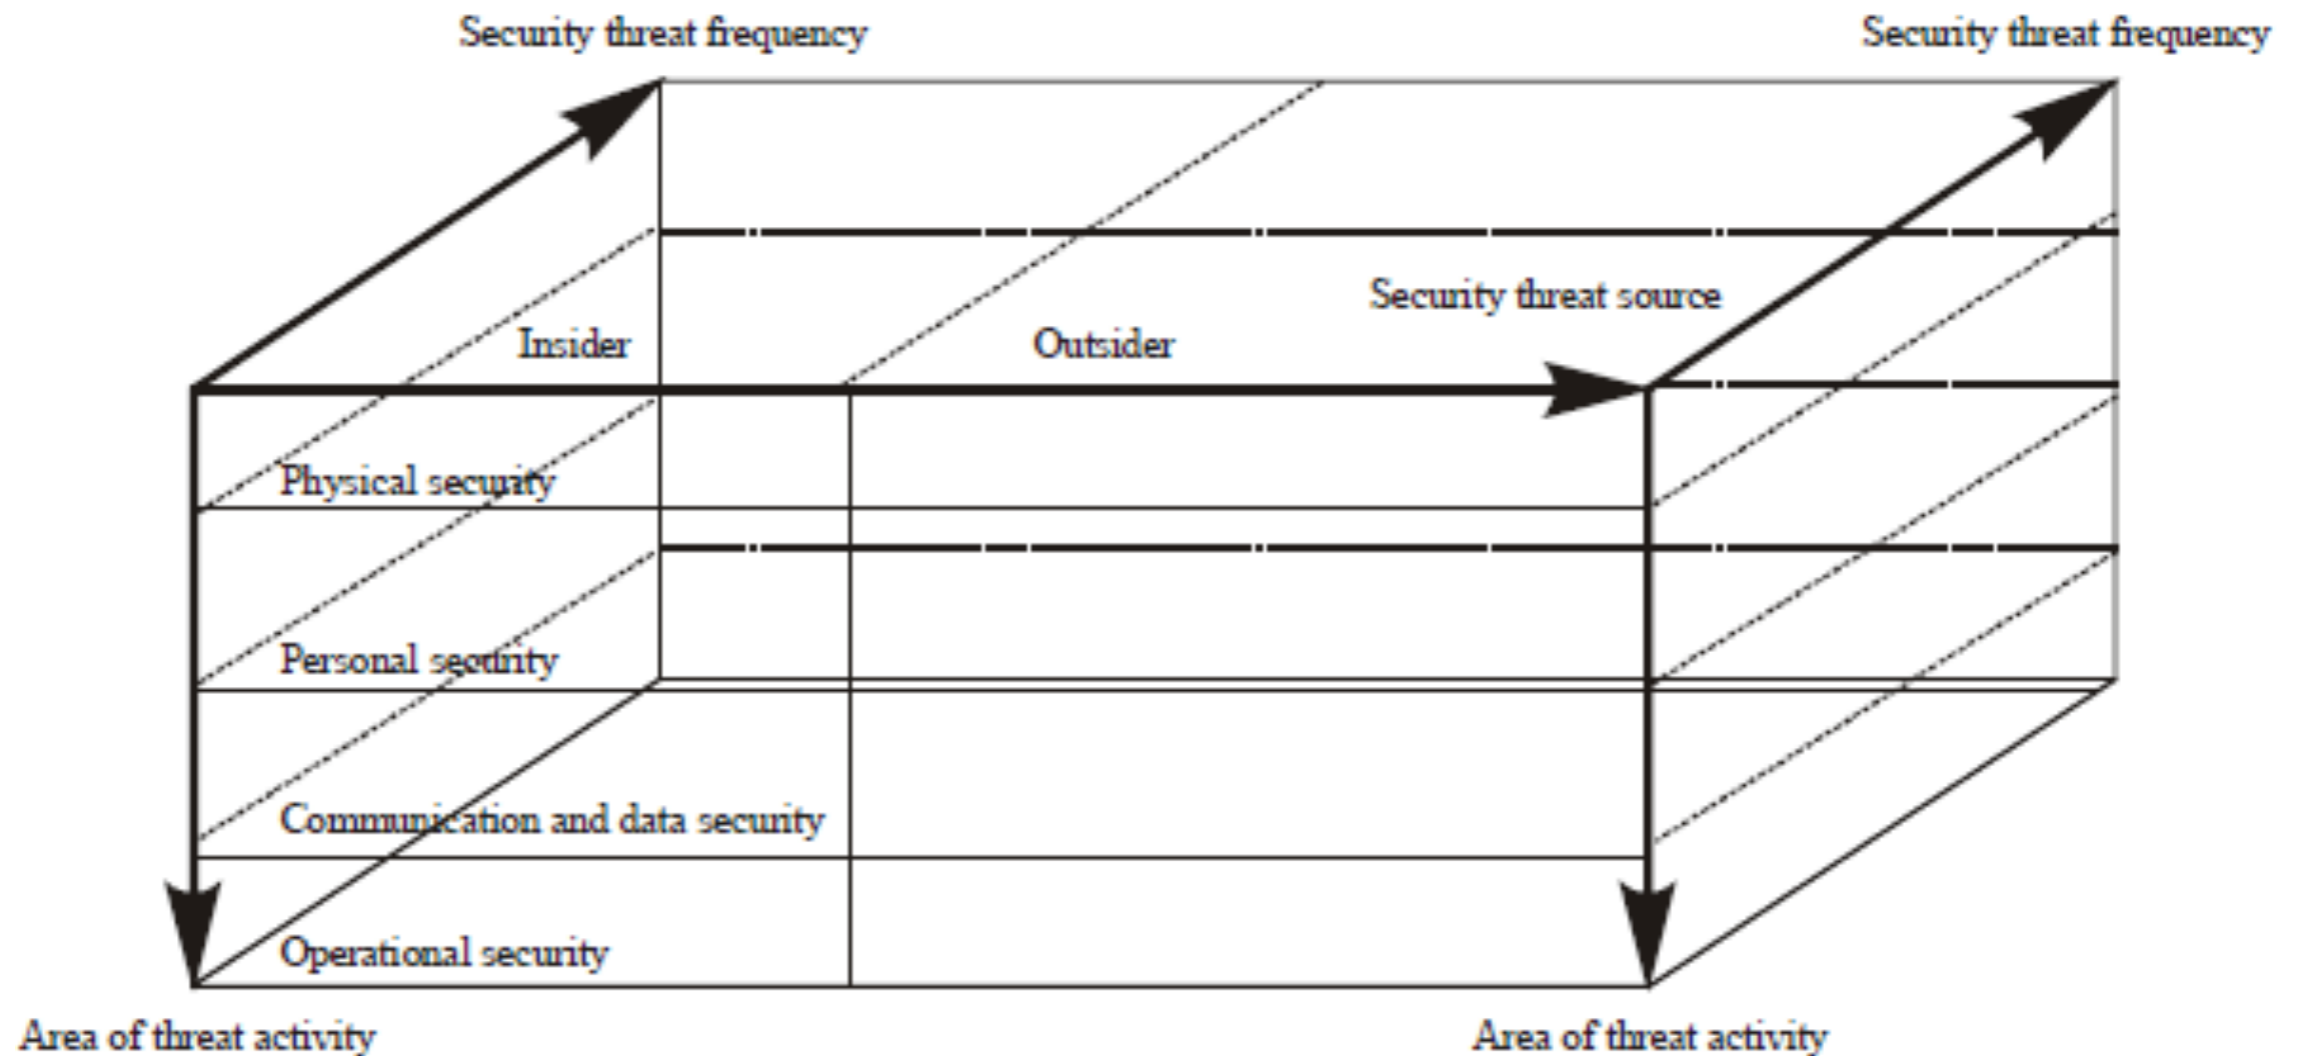 Security threat frequency
Security threat frequency
Security threat source
Insider
Outsider
Physical security
Personal security
Communication and data security
Operational security
Area of threat activity
Area of threat activity